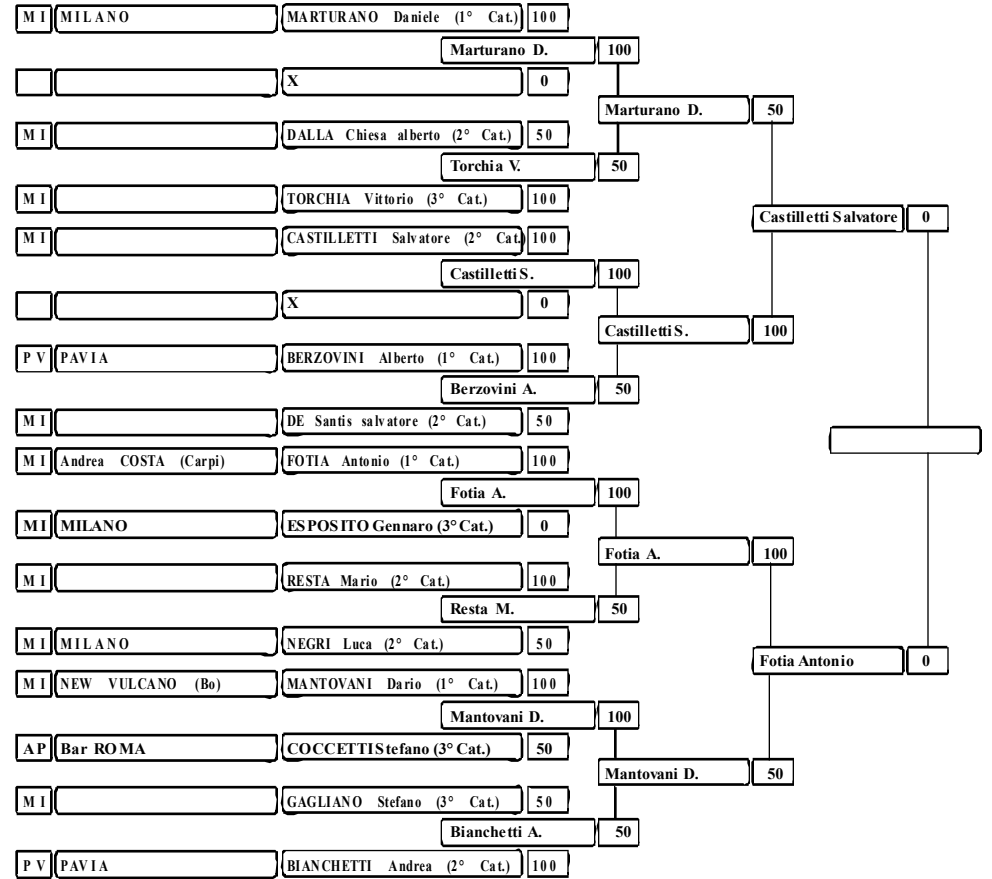 MI MILANO MARTURANO Daniele (1° Cat.) 100
Marturano D. 100
X 0
Marturano D. 50
MI DALLA Chiesa alberto (2° Cat.) 50
Torchia V. 50
MI TORCHIA Vittorio (3° Cat.) 100
Castilletti Salvatore 0
MI CASTILLETTI Salvatore (2° Cat.) 100
Castilletti S. 100
X 0
Castilletti S. 100
PV PAVIA BERZOVINI Alberto (1° Cat.) 100
Berzovini A. 50
MI DE Santis salvatore (2° Cat.) 50
MI Andrea COSTA (Carpi) FOTIA Antonio (1° Cat.) 100
Fotia A. 100
MI MILANO ESPOSITO Gennaro (3° Cat.) 0
Fotia A. 100
MI RESTA Mario (2° Cat.) 100
Resta M. 50
MI MILANO NEGRI Luca (2° Cat.) 50
Fotia Antonio 0
MI NEW VULCANO (Bo) MANTOVANI Dario (1° Cat.) 100
Mantovani D. 100
AP Bar ROMA COCCETTI Stefano (3° Cat.) 50
Mantovani D. 50
MI GAGLIANO Stefano (3° Cat.) 50
Bianchetti A. 50
PV PAVIA BIANCHETTI Andrea (2° Cat.) 100